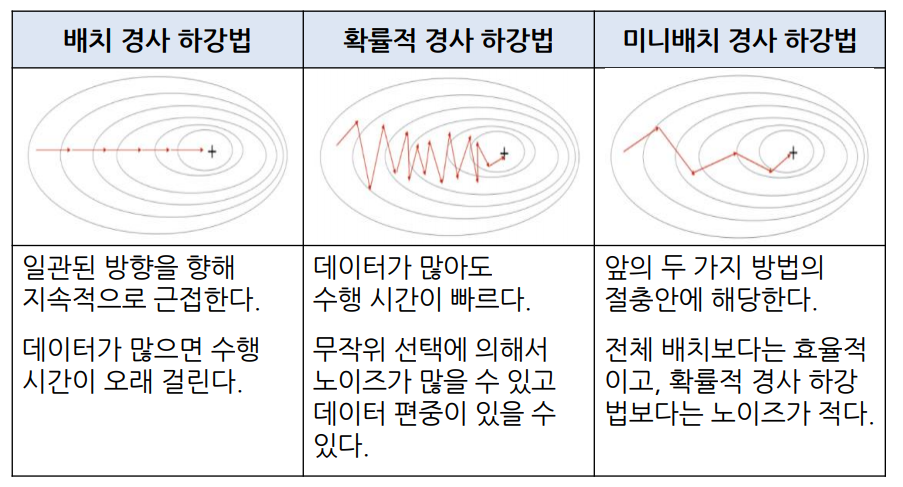 배치 경사 하강법
확률적 경사 하강법
미니배치 경사 하강법
일관된 방향을 향해
지속적으로 근접한다.
데이터가 많으면 수행
시간이 오래 걸린다.
데이터가 많아도
수행 시간이 빠르다.
무작위 선택에 의해서
노이즈가 많을 수 있고
데이터 편중이 있을 수
있다.
앞의 두 가지 방법의
절충안에 해당한다.
전체 배치보다는 효율적
이고, 확률적 경사 하강
법보다는 노이즈가 적다.